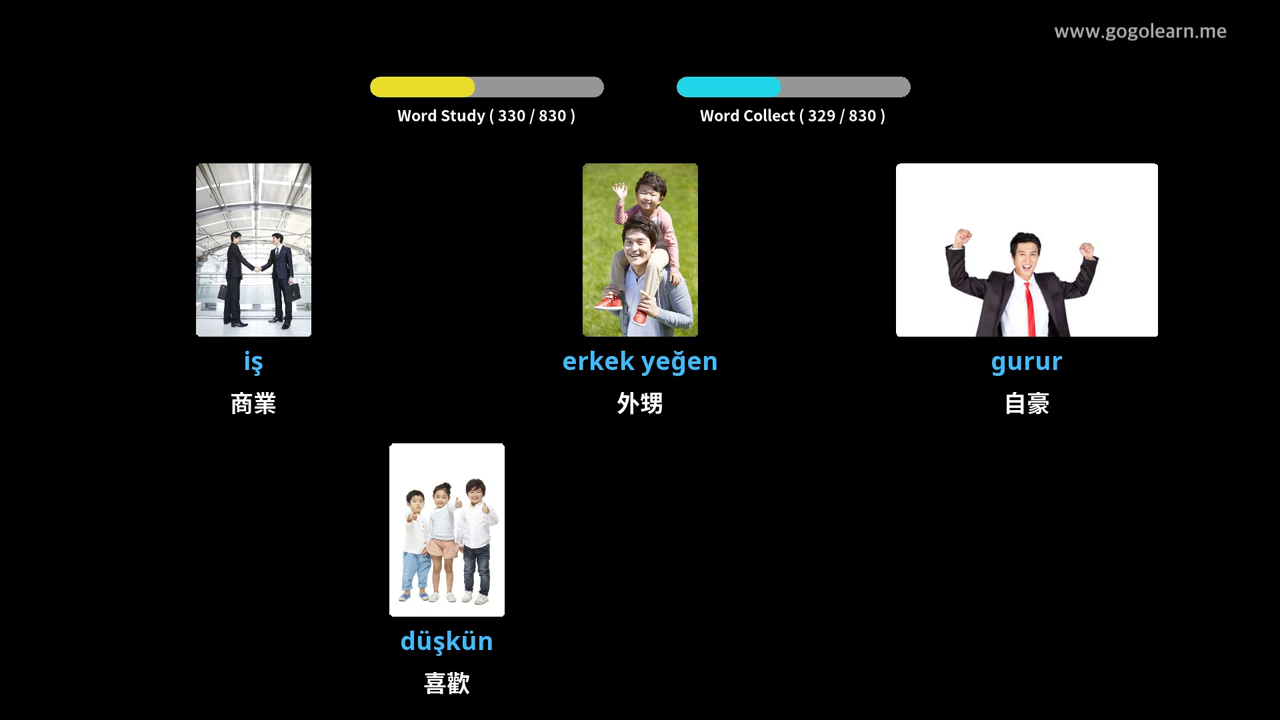 www.gogolearn.me
Word Study ( 330 / 830 )
Word Collect ( 329 / 830 )
iş
商業
erkek yeğen
外甥
gurur
自豪
düşkün
喜歡